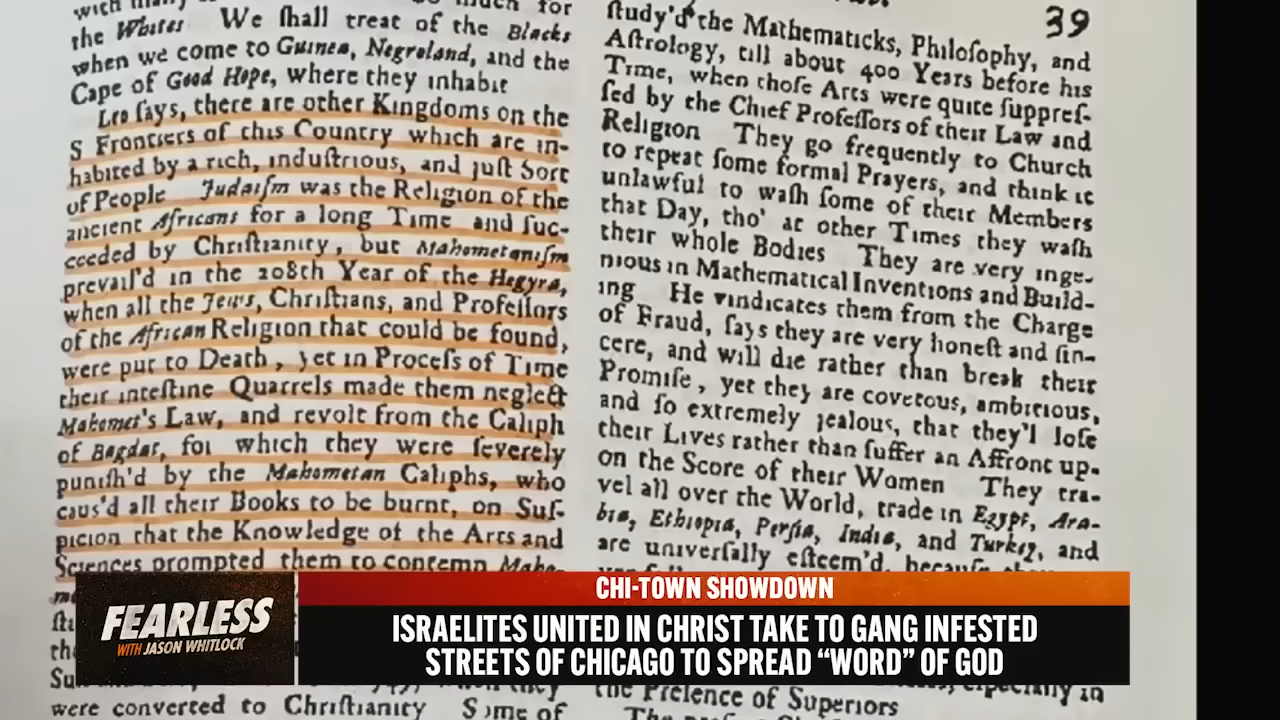 with many
much for
the Whites We ſhall treat of the Blacks
when we come to Guinea, Negroland, and the
Cape of Good Hope, where they inhabit
Leo ſays, there are other Kingdoms on the
S Frontiers of this Country which are in-
habited by a rich, induſtrious, and juſt Sort
of People Judaiſm was the Religion of the
ancient Africans for a long Time and ſuc-
ceeded by Chriſtianity, but Mahometaniſm
prevail'd in the 208th Year of the Hegyra,
when all the Jews, Chriſtians, and Profeſſors
of the African Religion that could be found,
were put to Death, yet in Proceſs of Time
their inteſtine Quarrels made them neglect
Mahomet's Law, and revolt from the Caliph
of Bagdat, for which they were ſeverely
puniſh'd by the Mahometan Caliphs, who
caus'd all their Books to be burnt, on Suſ-
picion that the Knowledge of the Arts and
Sciences prompted them to contemn Maho-
were converted to Chriſtianity Some of
39
ſtudy'd the Mathematicks, Philoſophy, and
Aſtrology, till about 400 Years before his
Time, when thoſe Arts were quite ſuppreſ-
ſed by the Chief Profeſſors of their Law and
Religion They go frequently to Church
to repeat ſome formal Prayers, and think it
unlawful to waſh ſome of their Members
that Day, tho' at other Times they waſh
their whole Bodies They are very inge-
nious in Mathematical Inventions and Build-
ing He vindicates them from the Charge
of Fraud, ſays they are very honeſt and ſin-
cere, and will die rather than break their
Promiſe, yet they are covetous, ambitious,
and ſo extremely jealous, that they'l loſe
their Lives rather than ſuffer an Affront up-
on the Score of their Women They tra-
vel all over the World, trade in Egypt, Ara-
bia, Ethiopia, Perſia, India, and Turkey, and
are univerſally eſteem'd, becauſe
eſpecially in
the Preſence of Superiors
FEARLESS
WITH JASON WHITLOCK
CHI-TOWN SHOWDOWN
ISRAELITES UNITED IN CHRIST TAKE TO GANG INFESTED
STREETS OF CHICAGO TO SPREAD “WORD” OF GOD